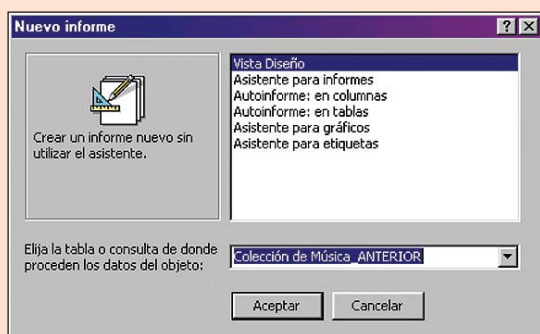 Nuevo informe
Vista Diseño
Asistente para informes
Autoinforme: en columnas
Autoinforme: en tablas
Asistente para gráficos
Asistente para etiquetas
Crear un informe nuevo sin
utilizar el asistente.
Elija la tabla o consulta de donde
proceden los datos del objeto:
Colección de Música_ANTERIOR
Aceptar
Cancelar